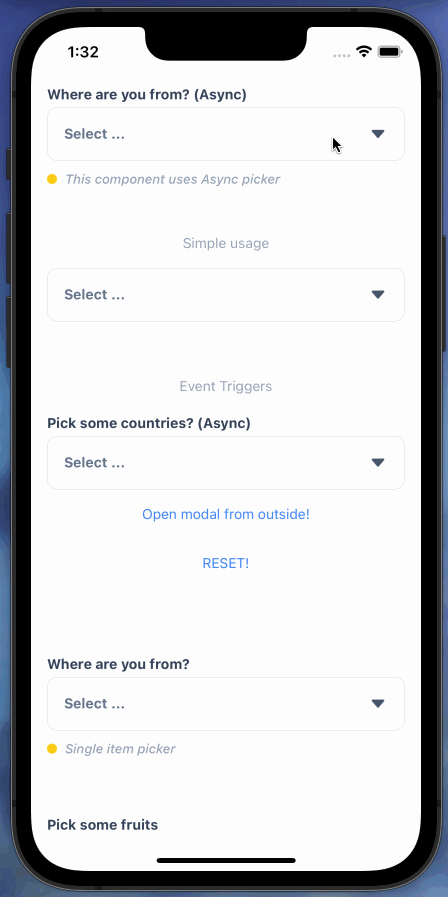 1:32
Where are you from? (Async)
Select ...
This component uses Async picker
Simple usage
Select ...
Event Triggers
Pick some countries? (Async)
Select ...
Open modal from outside!
RESET!
Where are you from?
Select ...
Single item picker
Pick some fruits